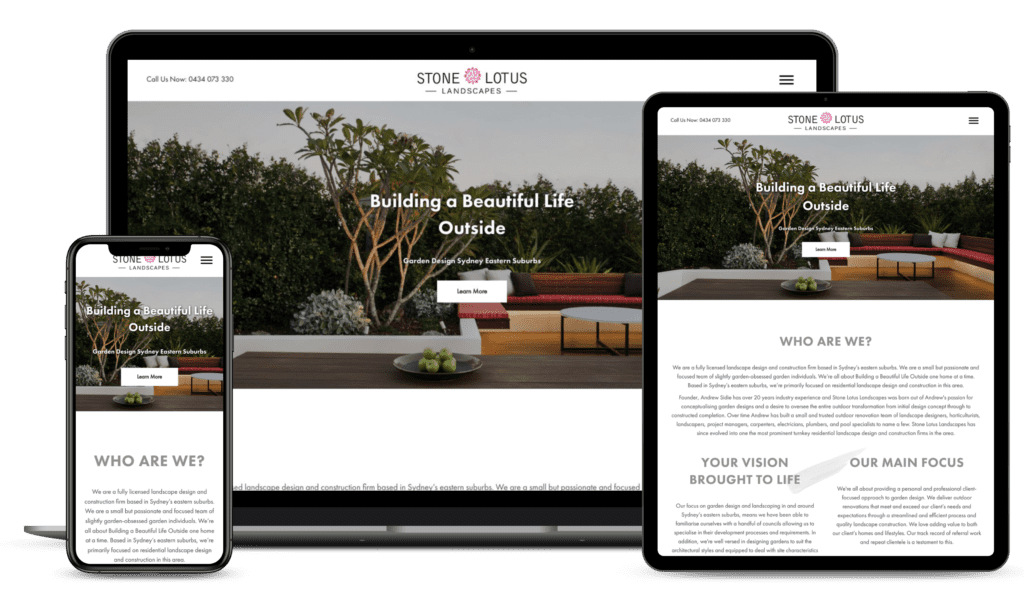 Call Us Now: 0434 073 330
STONE LOTUS
LANDSCAPES
Building a Beautiful Life
Outside
Garden Design Sydney Eastern Suburbs
Learn More
landscape design and construction firm based in Sydney's eastern suburbs. We are a small but passionate and focused
STONE LOTUS
LANDSCAPES
Building a Beautiful Life
Outside
Garden Design Sydney Eastern Suburbs
Learn More
WHO ARE WE?
We are a fully licensed landscape design and
construction firm based in Sydney's eastern
suburbs. We are a small but passionate team of
slightly garden-obsessed garden individuals. We're
all about Building a Beautiful Life Outside one home
at a time. Based in Sydney's eastern suburbs, we're
primarily focused on residential landscape design
and construction in this area.
Call Us Now: 0434 073 330
STONE LOTUS
LANDSCAPES
Building a Beautiful Life
Outside
Garden Design Sydney Eastern Suburbs
Learn More
WHO ARE WE?
We are a fully licensed landscape design and construction firm based in Sydney's eastern suburbs. We are a small but passionate and
focused team of slightly garden-obsessed garden individuals. We're all about Building a Beautiful Life Outside one home at a time.
Based in Sydney's eastern suburbs, we're primarily focused on residential landscape design and construction in this area.
Founder, Andrew Sidie has over 20 years industry experience and Stone Lotus Landscapes was born out of Andrew's passion for
conceptualising garden designs and a desire to oversee the entire outdoor transformation from initial design concept through to
constructed completion. Over time Andrew has built a small and trusted outdoor renovation team of landscape designers, horticulturists,
landscapers, project managers, carpenters, electricians, plumbers, and pool specialists to name a few. Stone Lotus Landscapes has
since evolved into one the most prominent turnkey residential landscape design and construction firms in the area.
YOUR VISION
BROUGHT TO LIFE
Our focus on garden design and landscaping in and around
Sydney's eastern suburbs, means we have been able to
familiarise ourselves with a handful of councils allowing us to
specialise in their development processes and requirements. In
addition, we're well versed in designing gardens to suit the
architectural styles and equipped to deal with site characteristics
OUR MAIN FOCUS
We're all about providing a personal and professional client-
focused approach to garden design. We deliver outdoor
renovations that meet and exceed our client's needs and
expectations through a streamlined and efficient process and
quality landscape construction. We love adding value to both
our client's homes and lifestyles. Our track record of referral work
and repeat clientele is a testament to this.